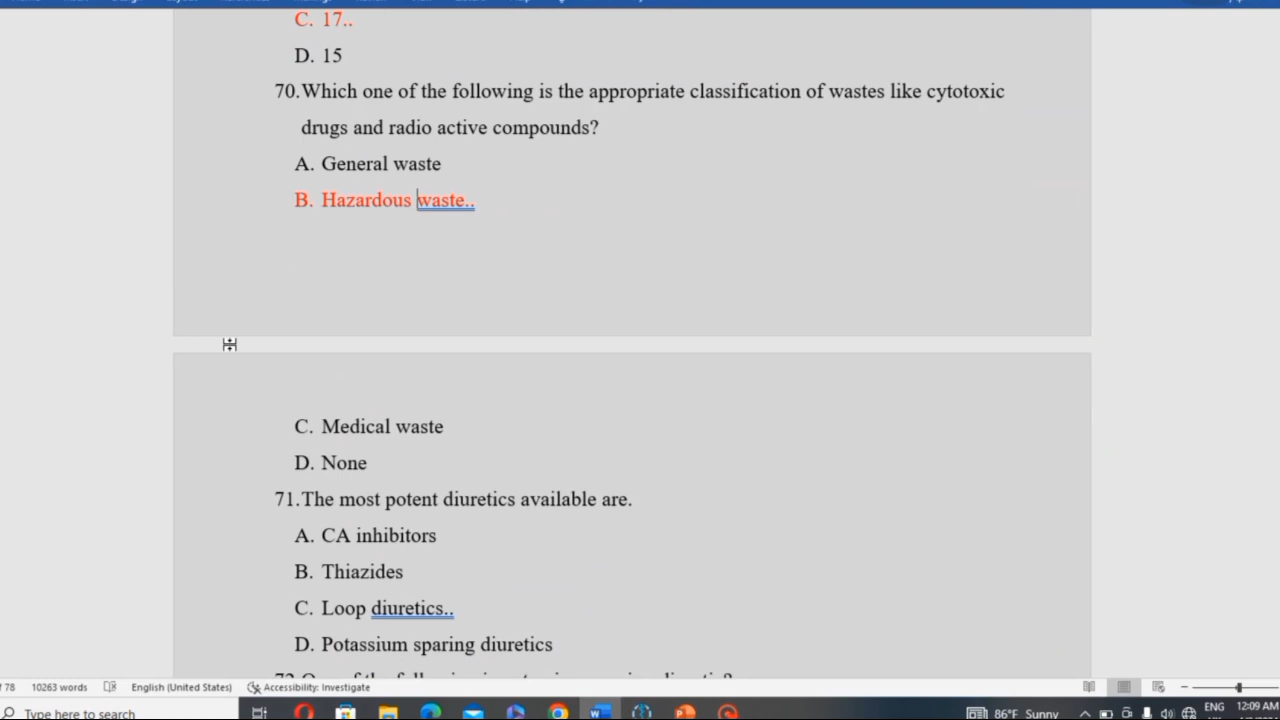 C. 17..
D. 15
70.Which one of the following is the appropriate classification of wastes like cytotoxic
drugs and radio active compounds?
A. General waste
B. Hazardous waste..
C. Medical waste
D. None
71.The most potent diuretics available are.
A. CA inhibitors
B. Thiazides
C. Loop diuretics..
D. Potassium sparing diuretics
78 10263 words English (United States) Accessibility: Investigate
Type here to search 86°F Sunny ENG 12:09 AM